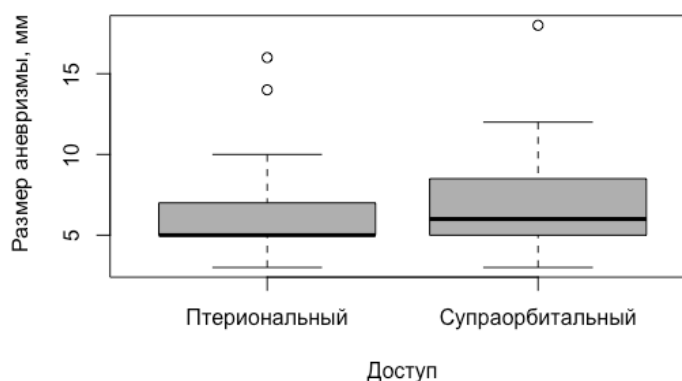 Размер аневризмы, мм
15
10
5
Птериональный
Супраорбитальный
Доступ